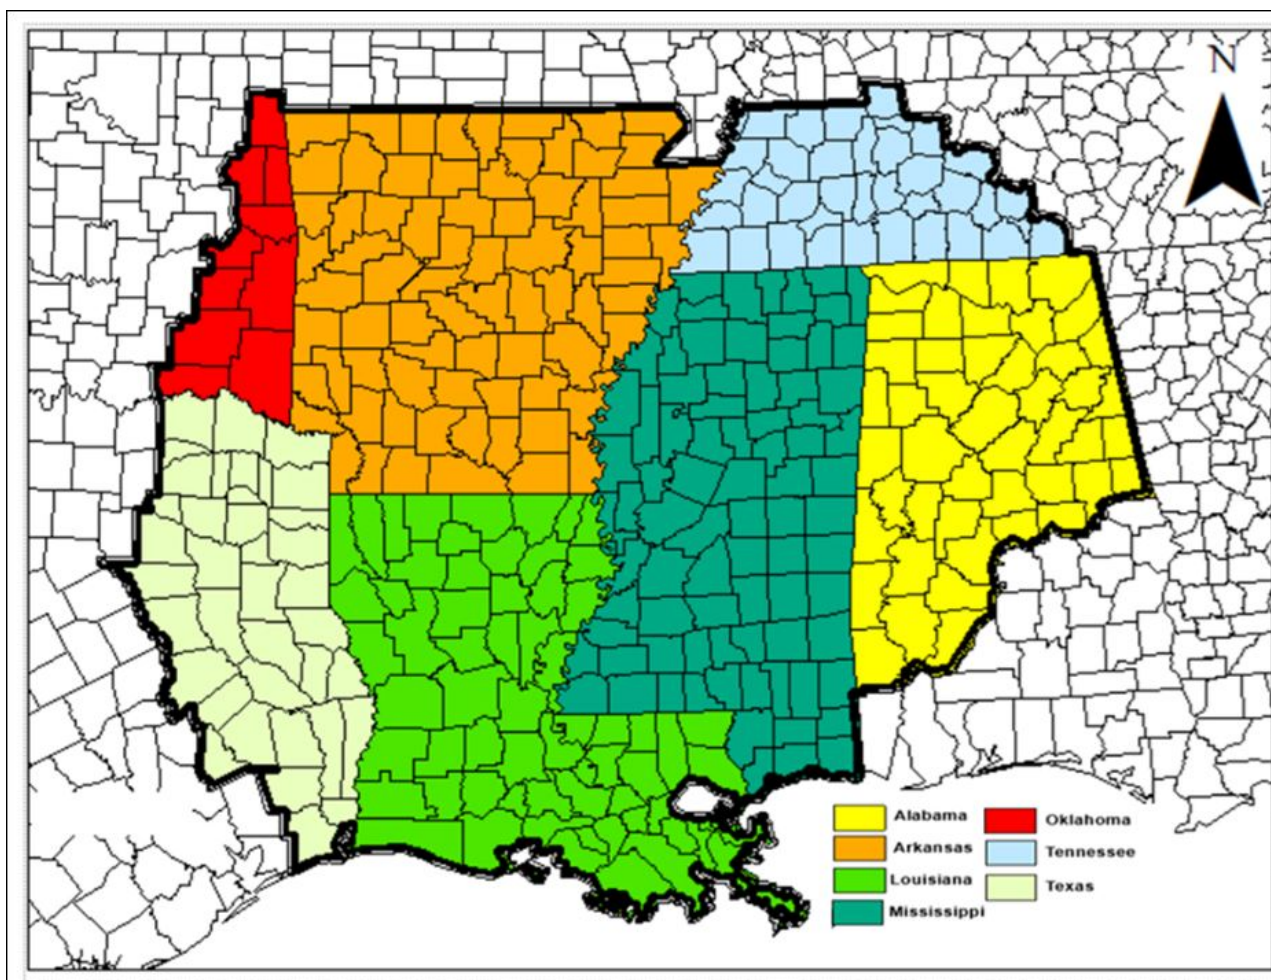 N
Alabama
Oklahoma
Arkansas
Tennessee
Louisiana
Texas
Mississippi